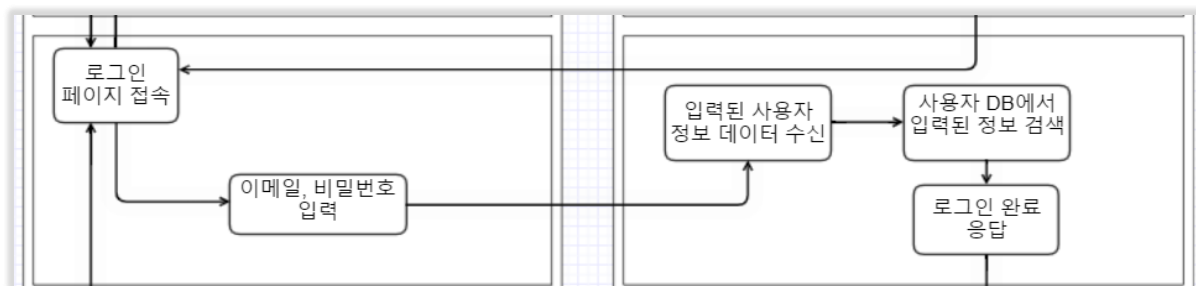 로그인
페이지 접속
이메일, 비밀번호
입력
입력된 사용자
정보 데이터 수신
사용자 DB에서
입력된 정보 검색
로그인 완료
응답